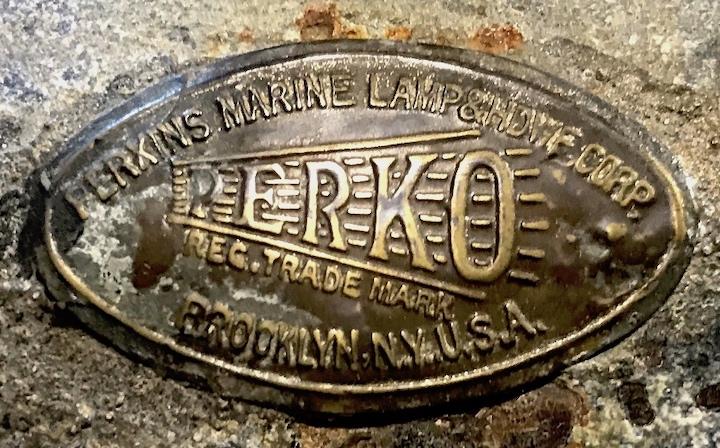 PERKINS MARINE LAMP & HDWE. CORP.
PERKO
REG. TRADE MARK
BROOKLYN, N.Y. U.S.A.